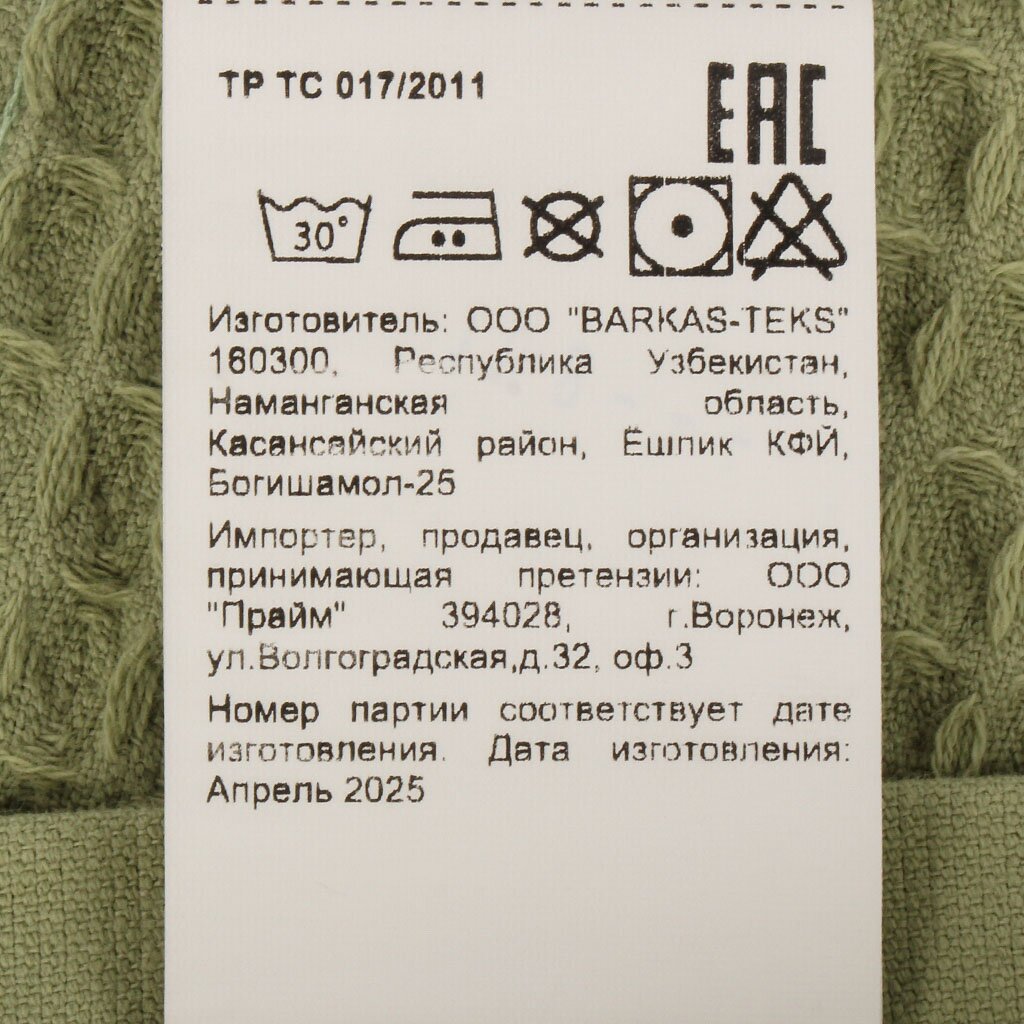 ТР ТС 017/2011
EAC
30°
Изготовитель: ООО "BARKAS-TEKS"
160300, Республика Узбекистан,
Наманганская область,
Касансайский район, Ёшлик КФЙ,
Богишамол-25
Импортер, продавец, организация,
принимающая претензии: ООО
"Прайм" 394028, г.Воронеж,
ул.Волгоградская,д.32, оф.3
Номер партии соответствует дате
изготовления. Дата изготовления:
Апрель 2025